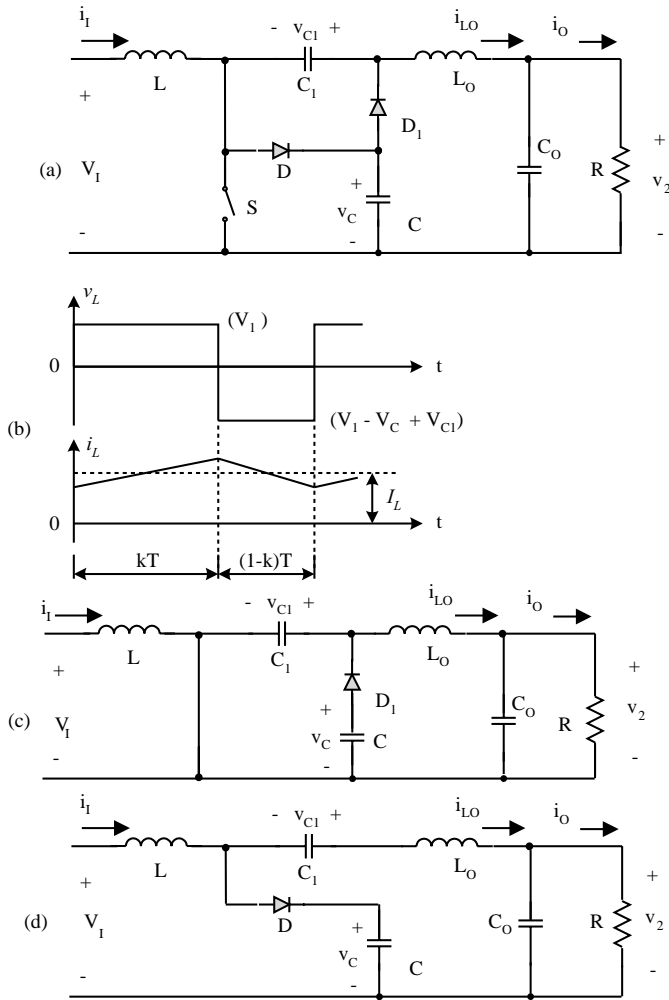 i_I - v_C1 + i_LO i_O
L C_1 L_O
D_1
+ +
(a) V_I D + C_O R v_2
S v_C C
- - -
v_L
(V_1 )
0 t
(b) (V_1 - V_C + V_C1)
i_L
I_L
0 t
kT (1-k)T
i_I - v_C1 + i_LO i_O
L C_1 L_O
+ D_1 +
(c) V_I + C_O R v_2
v_C C
- - -
i_I - v_C1 + i_LO i_O
L C_1 L_O
+ +
(d) V_I D + C_O R v_2
v_C C
- - -